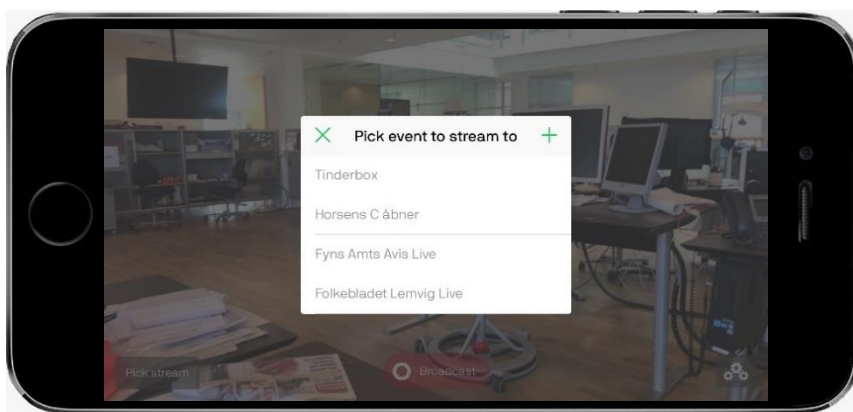 Pick event to stream to
Tinderbox
Horsens C åbner
Fyns Amts Avis Live
Folkebladet Lemvig Live
Pick stream
Broadcast